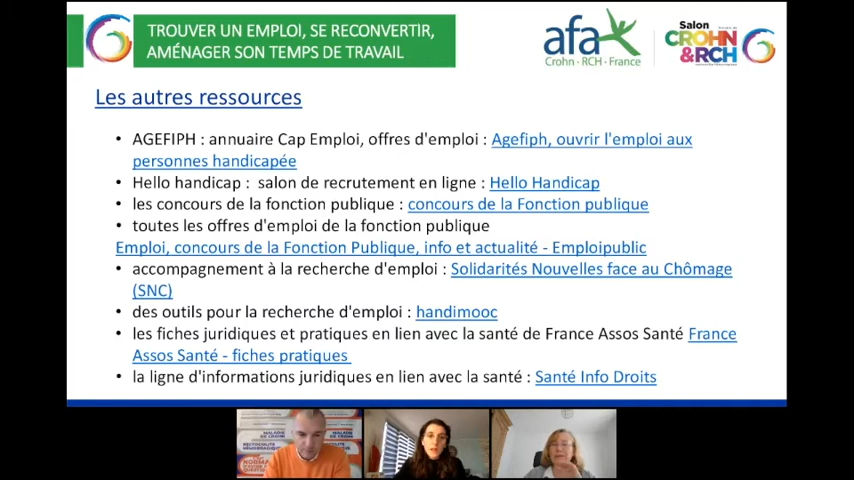 TROUVER UN EMPLOI, SE RECONVERTIR,
AMÉNAGER SON TEMPS DE TRAVAIL
afa
Crohn - RCH - France
Salon
CROHN
&RCH
Les autres ressources
• AGEFIPH : annuaire Cap Emploi, offres d'emploi : Agefiph, ouvrir l'emploi aux
personnes handicapée
• Hello handicap : salon de recrutement en ligne : Hello Handicap
• les concours de la fonction publique : concours de la Fonction publique
• toutes les offres d'emploi de la fonction publique
Emploi, concours de la Fonction Publique, info et actualité - Emploipublic
• accompagnement à la recherche d'emploi : Solidarités Nouvelles face au Chômage
(SNC)
• des outils pour la recherche d'emploi : handimooc
• les fiches juridiques et pratiques en lien avec la santé de France Assos Santé France
Assos Santé - fiches pratiques
• la ligne d'informations juridiques en lien avec la santé : Santé Info Droits
MALADIE
DE CROHN